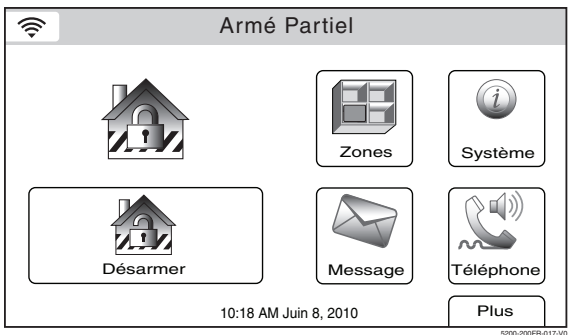 Armé Partiel
Zones
Système
Désarmer
Message
Téléphone
10:18 AM Juin 8, 2010
Plus
5200-200FR-017-V0